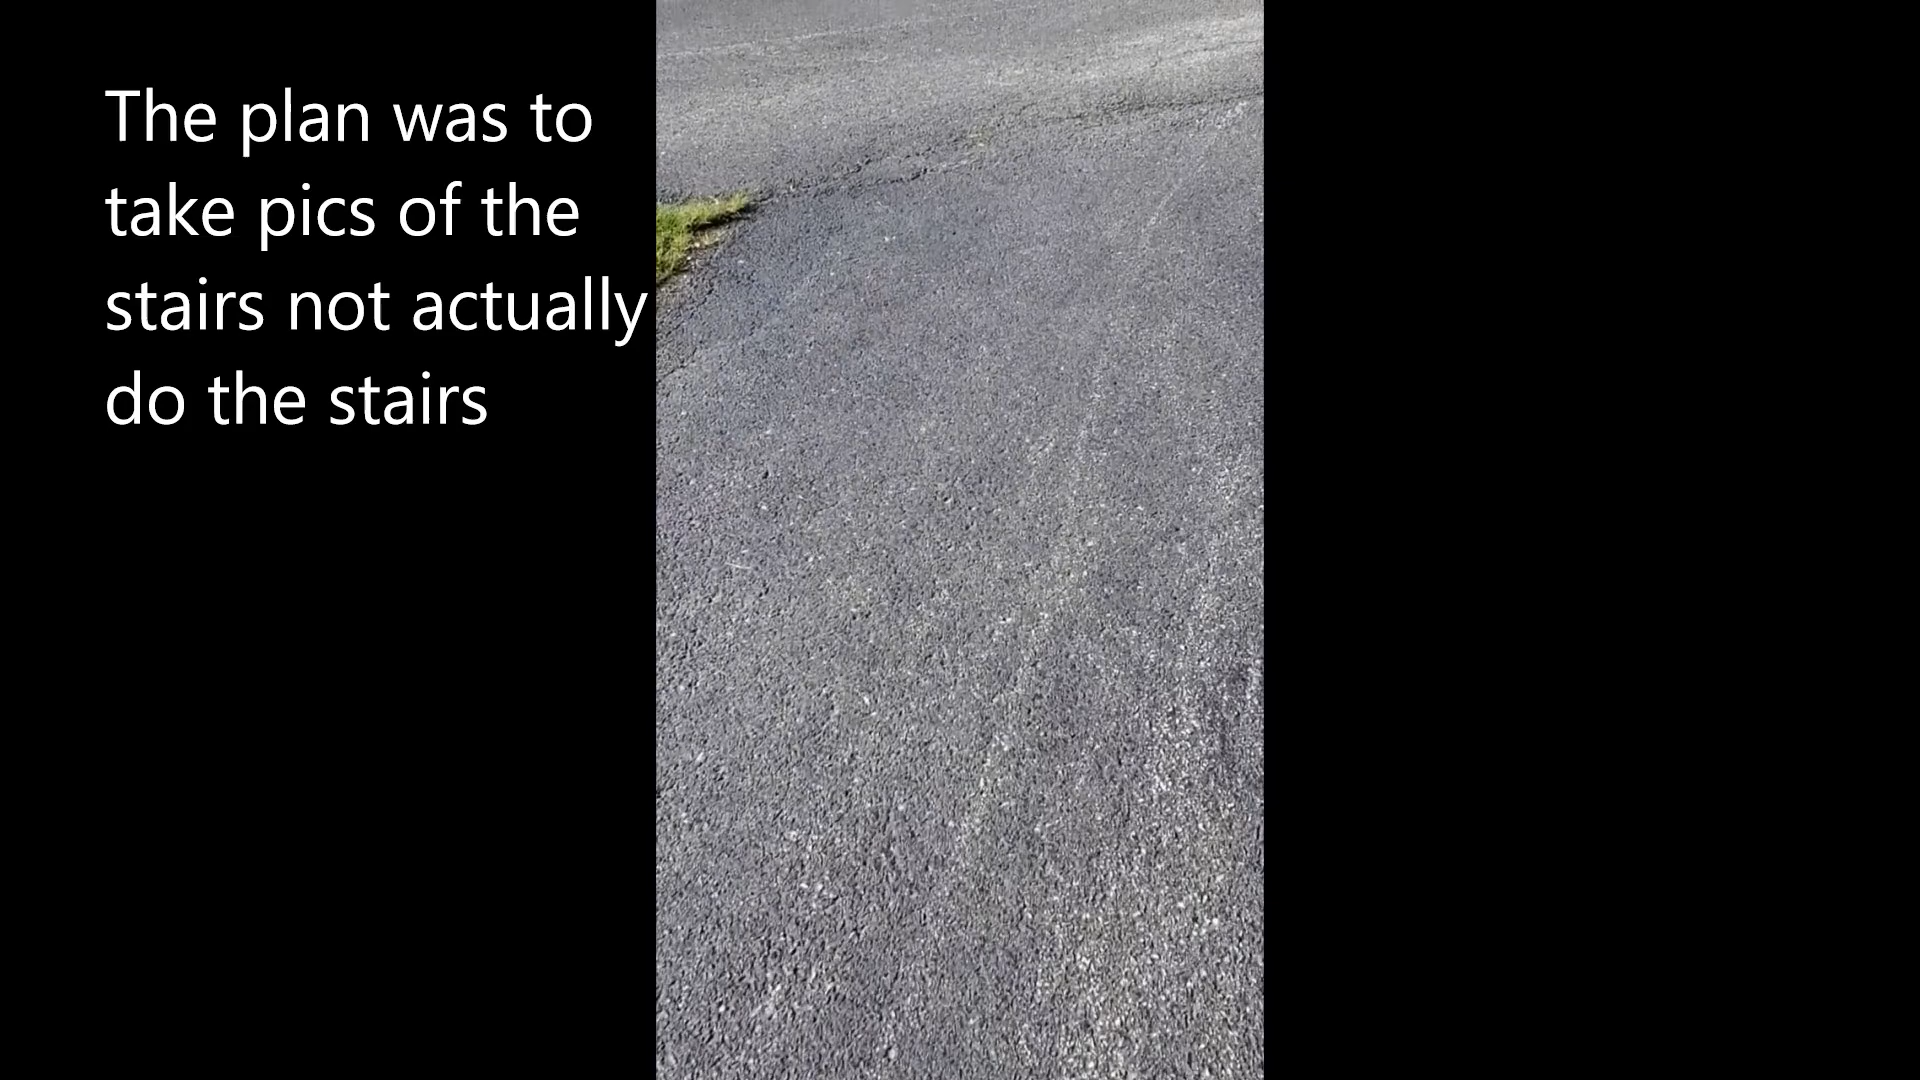 The plan was to
take pics of the
stairs not actually
do the stairs